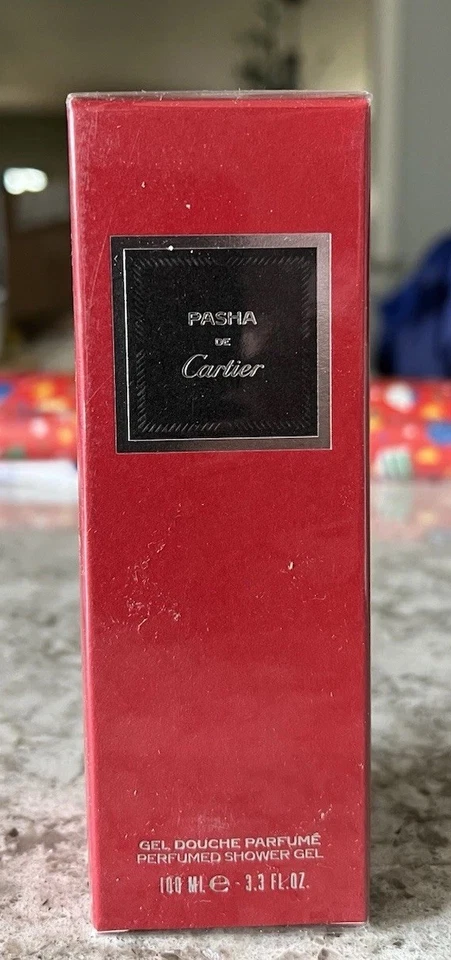 PASHA
DE
Cartier
GEL DOUCHE PARFUMÉ
PERFUMED SHOWER GEL
100 ML e - 3.3 FL.OZ.